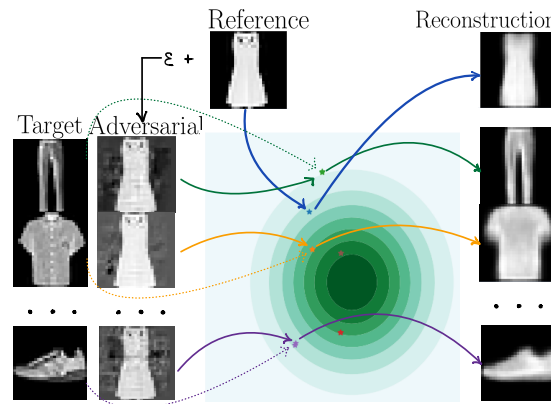 Reference
Reconstruction
ε +
Target
Adversarial
. . .
. . .
. . .